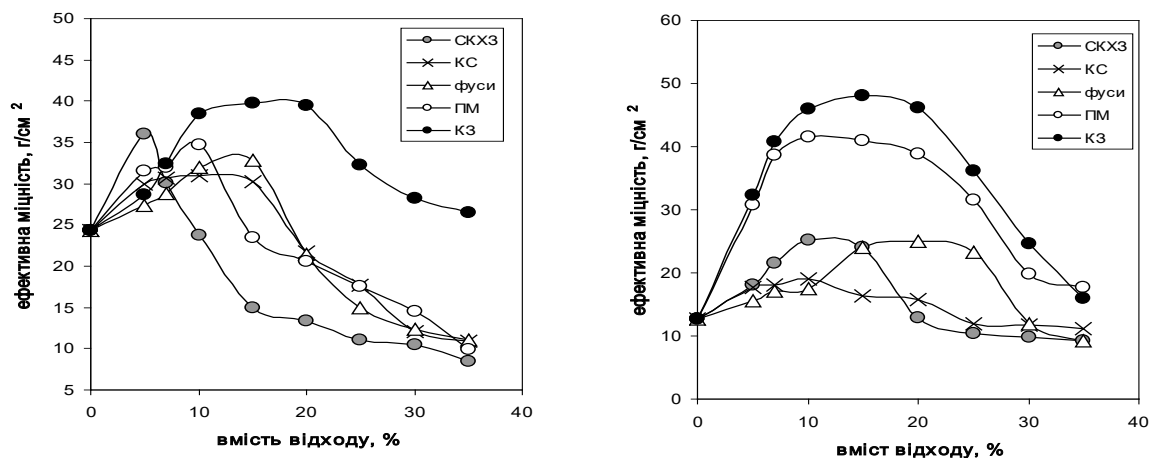 50
45
40
35
30
25
20
15
10
5
0 10 20 30 40
ефективна міцність, г/см 2
вмість відходу, %
СКХЗ
КС
фуси
ПМ
КЗ
60
50
40
30
20
10
0
0 10 20 30 40
ефективна міцність, г/см 2
вміст відходу, %
СКХЗ
КС
фуси
ПМ
КЗ